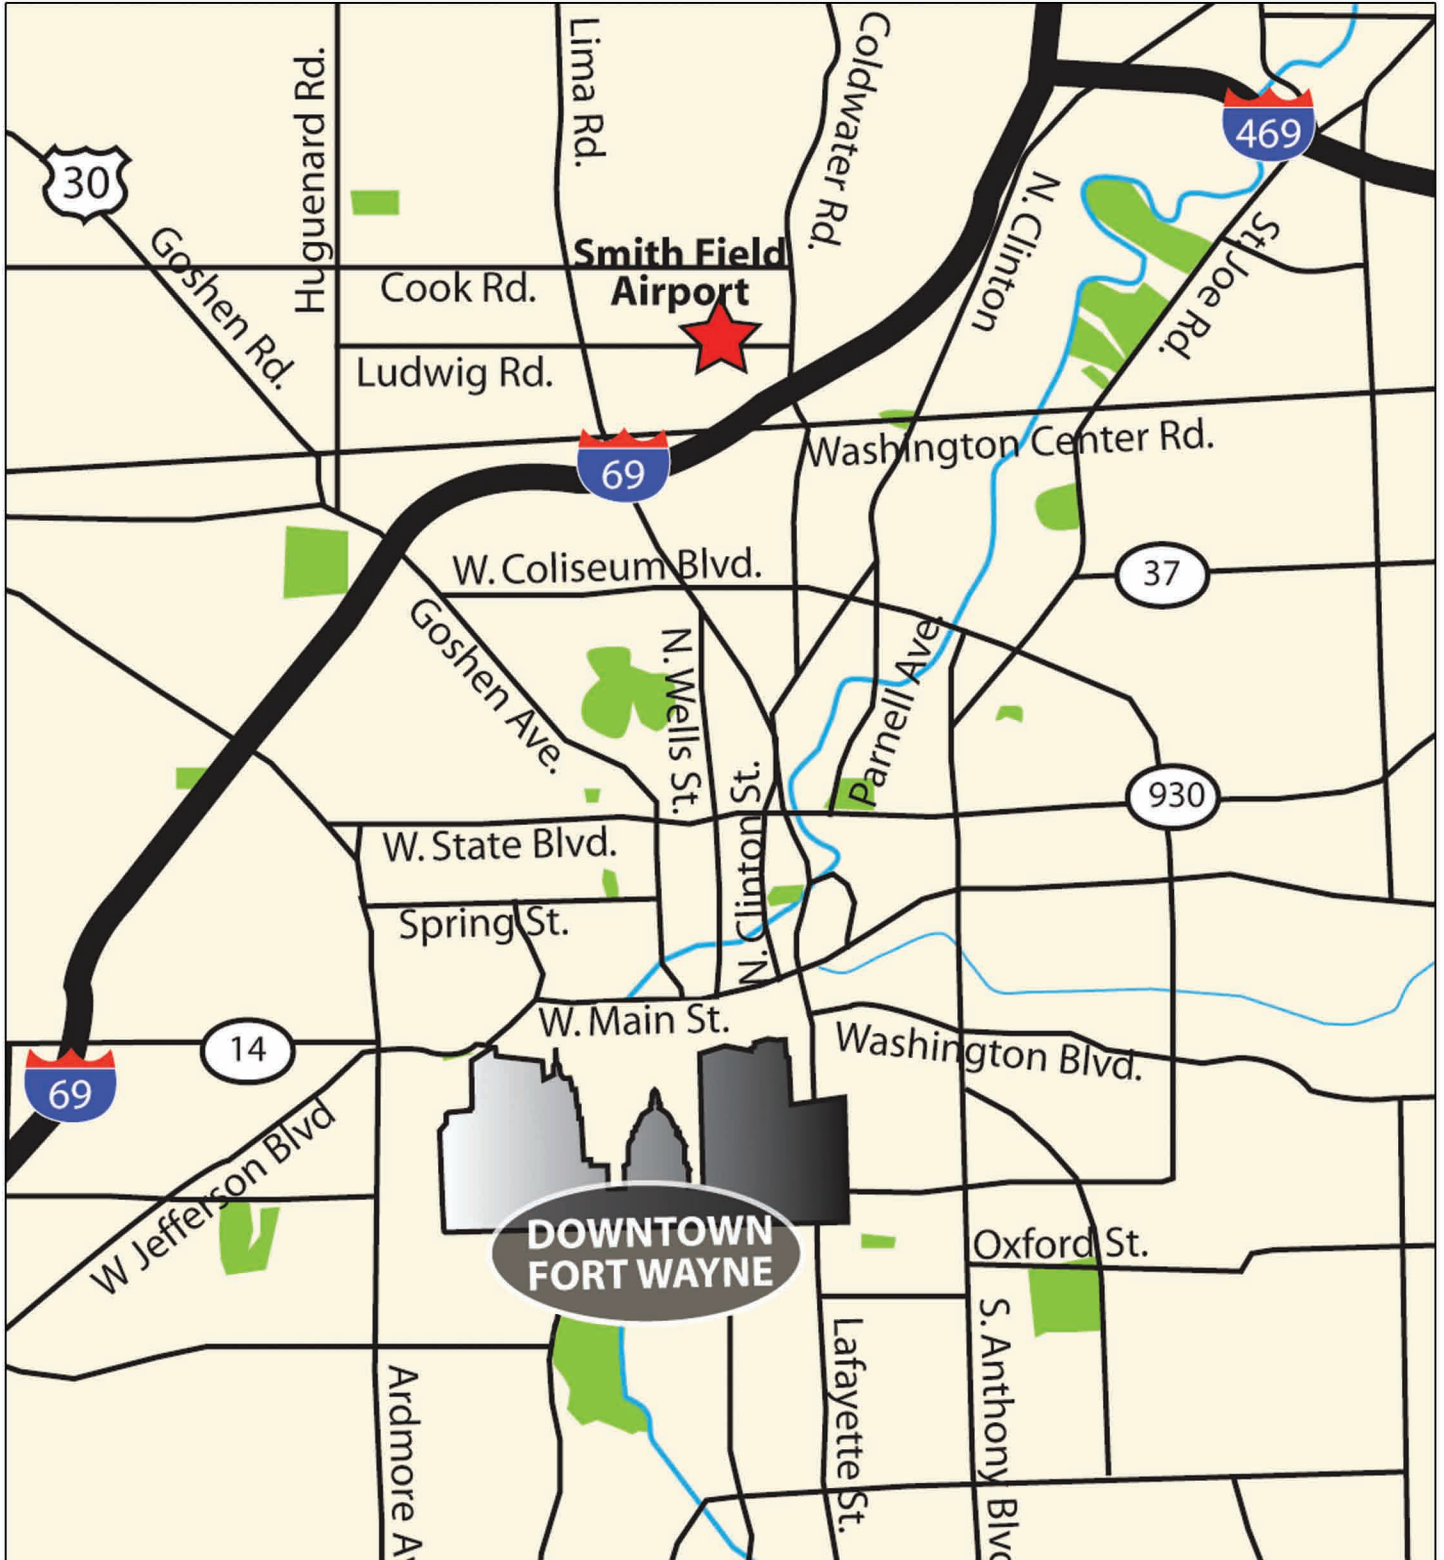 Huguenard Rd.
Lima Rd.
Coldwater Rd.
469
30
Goshen Rd.
N. Clinton
St. Joe Rd.
Smith Field
Airport
Cook Rd.
Ludwig Rd.
Washington Center Rd.
69
W. Coliseum Blvd.
37
Goshen Ave.
N. Wells St.
Parnell Ave.
N. Clinton St.
930
W. State Blvd.
Spring St.
W. Main St.
Washington Blvd.
14
69
W Jefferson Blvd
DOWNTOWN
FORT WAYNE
Oxford St.
Ardmore Av
Lafayette St.
S. Anthony Blvd